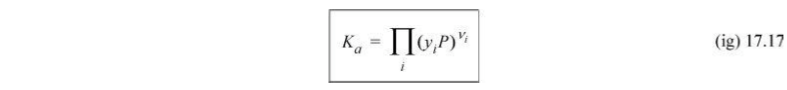 K_a = ∏_i (y_i P)^{ν_i} (ig) 17.17